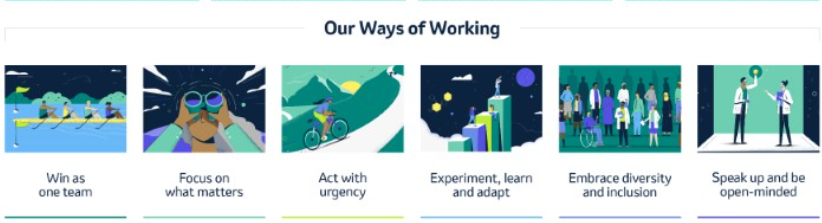 Our Ways of Working
Win as
one team
Focus on
what matters
Act with
urgency
Experiment, learn
and adapt
Embrace diversity
and inclusion
Speak up and be
open-minded